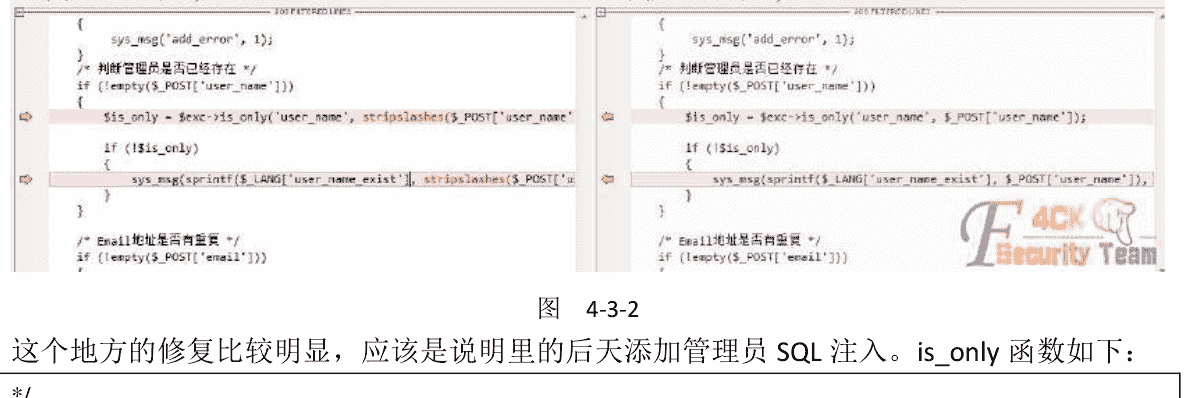 ADD FILTERED LINES
{
sys_msg('add_error', 1);
}
/* 判断管理员是否已经存在 */
if (!empty($_POST['user_name']))
{
$is_only = $exc->is_only('user_name', stripslashes($_POST['user_name'
if (!$is_only)
{
sys_msg(sprintf($_LANG['user_name_exist'], stripslashes($_POST['u
}
}
/* Email地址是否有重复 */
if (!empty($_POST['email']))
ADD FILTERED LINES
{
sys_msg('add_error', 1);
}
/* 判断管理员是否已经存在 */
if (!empty($_POST['user_name']))
{
$is_only = $exc->is_only('user_name', $_POST['user_name']);
if (!$is_only)
{
sys_msg(sprintf($_LANG['user_name_exist'], $_POST['user_name']),
}
}
/* Email地址是否有重复 */
if (!empty($_POST['email']))
F4CK
Security Team
图 4-3-2
这个地方的修复比较明显，应该是说明里的后天添加管理员 SQL 注入。is_only 函数如下：
*/